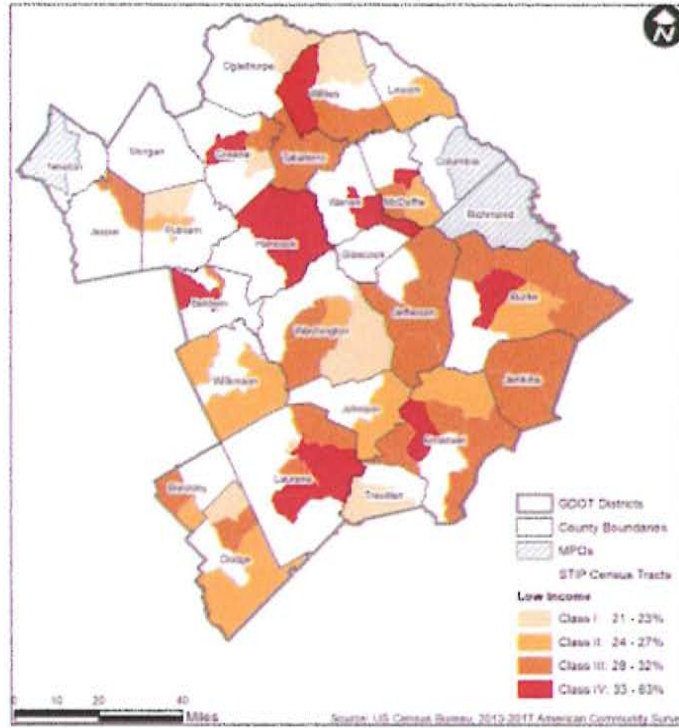 N
Oglethorpe
Wilkes
Lincoln
Newton
Morgan
Greene
Taliaferro
Columbia
Warren
McDuffie
Richmond
Jasper
Putnam
Hancock
Glascock
Baldwin
Jefferson
Burke
Washington
Wilkinson
Jenkins
Johnson
Emanuel
Laurens
Treutlen
Bleckley
Dodge
GDOT Districts
County Boundaries
MPOs
STIP Census Tracts
Low Income
Class I: 21 - 23%
Class II: 24 - 27%
Class III: 28 - 32%
Class IV: 33 - 63%
0 10 20 40
Miles
Source: US Census Bureau, 2013-2017 American Community Surve